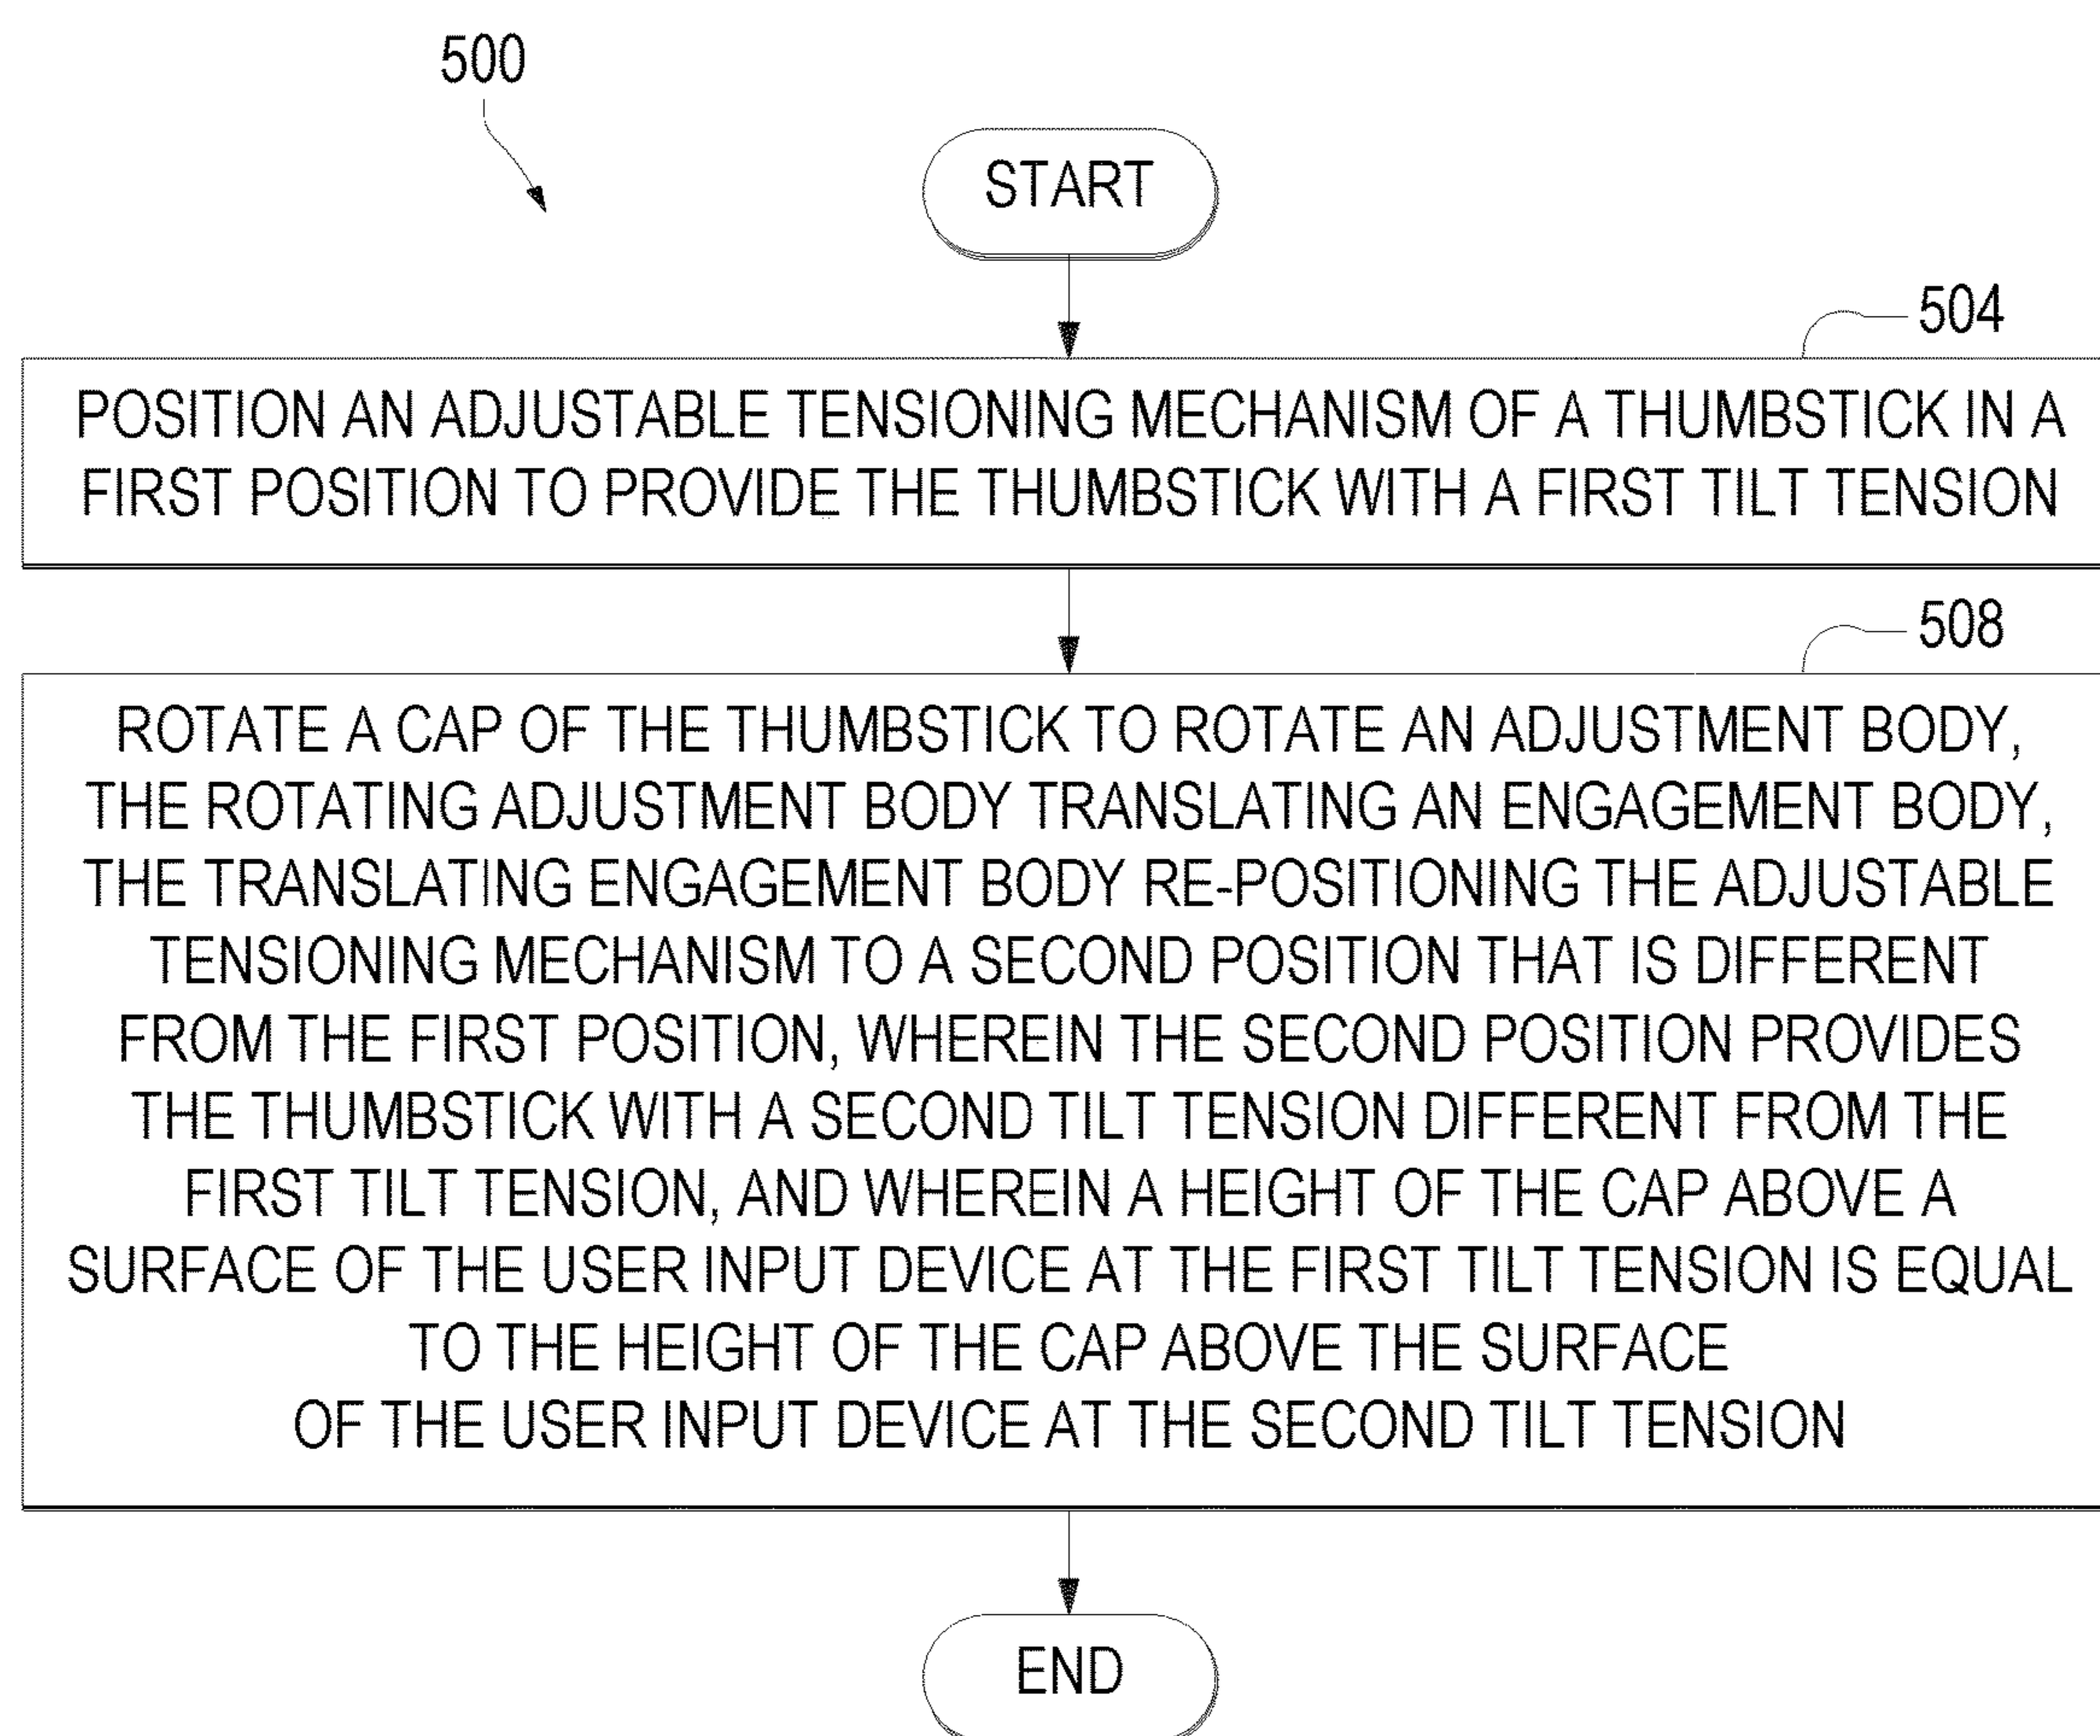 500
START
504
POSITION AN ADJUSTABLE TENSIONING MECHANISM OF A THUMBSTICK IN A
FIRST POSITION TO PROVIDE THE THUMBSTICK WITH A FIRST TILT TENSION
508
ROTATE A CAP OF THE THUMBSTICK TO ROTATE AN ADJUSTMENT BODY,
THE ROTATING ADJUSTMENT BODY TRANSLATING AN ENGAGEMENT BODY,
THE TRANSLATING ENGAGEMENT BODY RE-POSITIONING THE ADJUSTABLE
TENSIONING MECHANISM TO A SECOND POSITION THAT IS DIFFERENT
FROM THE FIRST POSITION, WHEREIN THE SECOND POSITION PROVIDES
THE THUMBSTICK WITH A SECOND TILT TENSION DIFFERENT FROM THE
FIRST TILT TENSION, AND WHEREIN A HEIGHT OF THE CAP ABOVE A
SURFACE OF THE USER INPUT DEVICE AT THE FIRST TILT TENSION IS EQUAL
TO THE HEIGHT OF THE CAP ABOVE THE SURFACE
OF THE USER INPUT DEVICE AT THE SECOND TILT TENSION
END